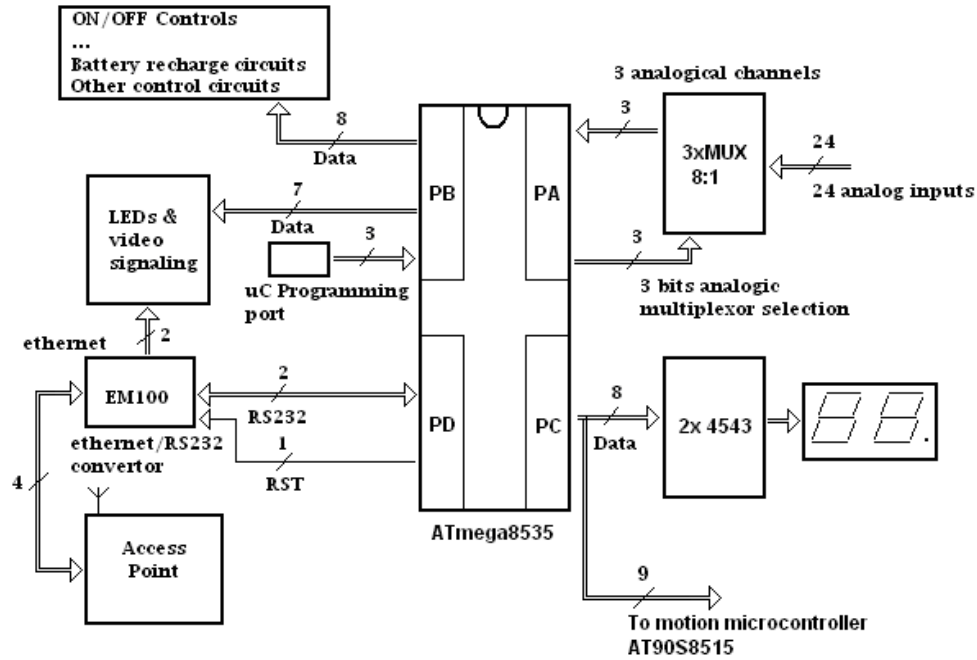 ON/OFF Controls
...
Battery recharge circuits
Other control circuits
8
Data
3 analogical channels
3
3xMUX
8:1
24
24 analog inputs
PB
PA
LEDs &
video
signaling
7
Data
3
uC Programming
port
3
3 bits analogic
multiplexor selection
ethernet
2
EM100
2
RS232
ethernet/RS232
convertor
1
RST
PD
PC
8
Data
2x 4543
88.
4
ATmega8535
Access
Point
9
To motion microcontroller
AT90S8515